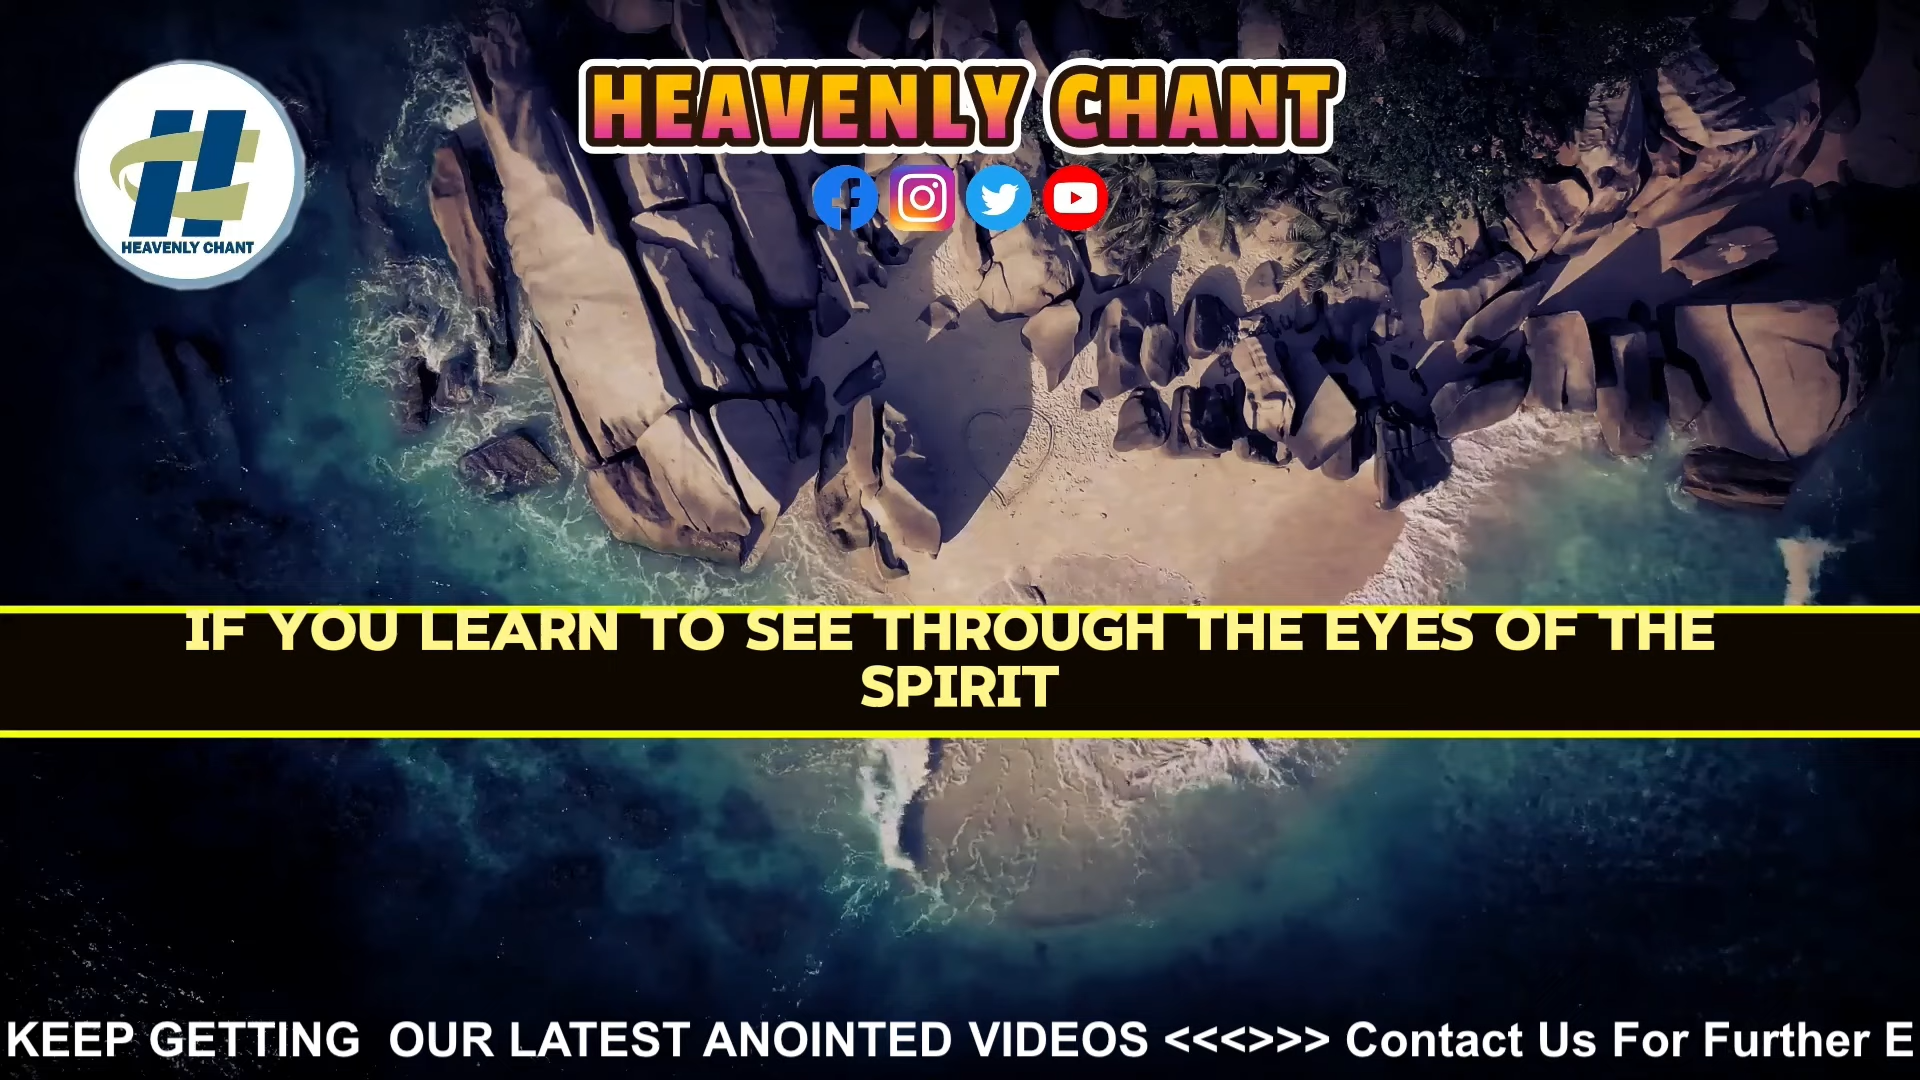 HEAVENLY CHANT
HEAVENLY CHANT
IF YOU LEARN TO SEE THROUGH THE EYES OF THE
SPIRIT
KEEP GETTING OUR LATEST ANOINTED VIDEOS <<<>>> Contact Us For Further E